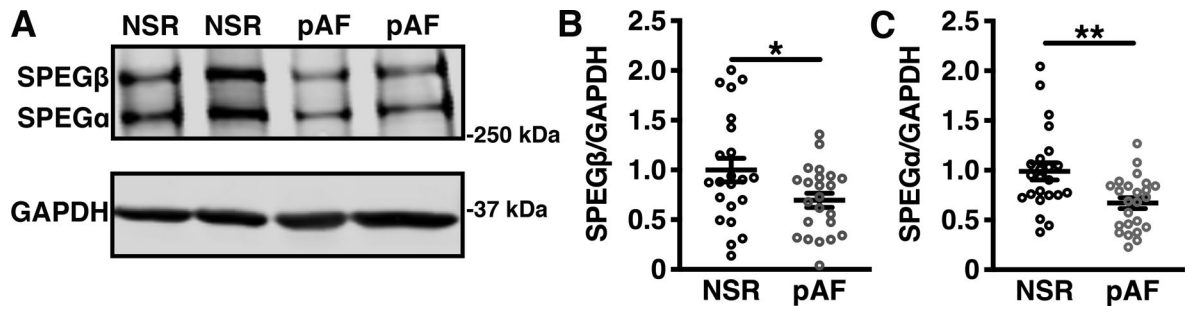 A
NSR NSR pAF pAF
SPEGβ
SPEGα
-250 kDa
GAPDH
-37 kDa
B
SPEGβ/GAPDH
2.5
2.0
1.5
1.0
0.5
0
*
NSR pAF
C
SPEGα/GAPDH
2.5
2.0
1.5
1.0
0.5
0
**
NSR pAF